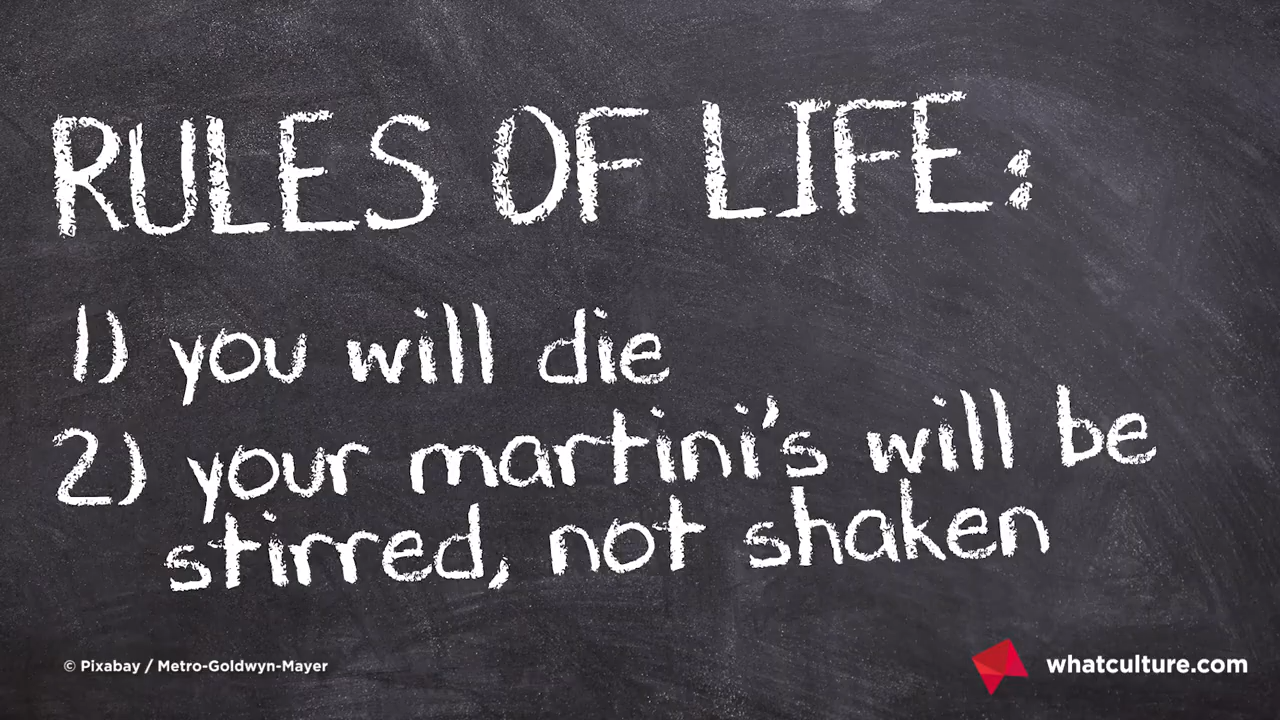 RULES OF LIFE:
1) you will die
2) your martini's will be
stirred, not shaken
© Pixabay / Metro-Goldwyn-Mayer
whatculture.com